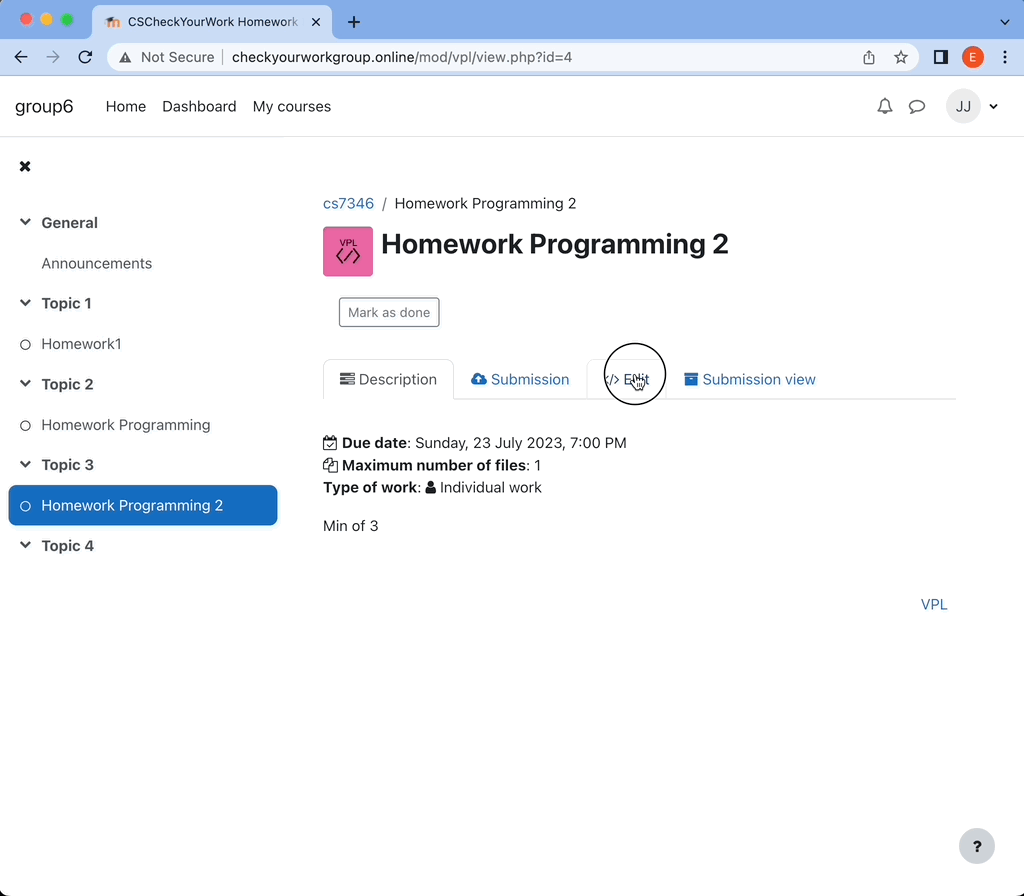 CSCheckYourWork Homework
Not Secure | checkyourworkgroup.online/mod/vpl/view.php?id=4
E
group6 Home Dashboard My courses
JJ
cs7346 / Homework Programming 2
VPL
Homework Programming 2
Mark as done
Description Submission </> Edit Submission view
Due date: Sunday, 23 July 2023, 7:00 PM
Maximum number of files: 1
Type of work: Individual work
Min of 3
VPL
General
Announcements
Topic 1
Homework1
Topic 2
Homework Programming
Topic 3
Homework Programming 2
Topic 4
?